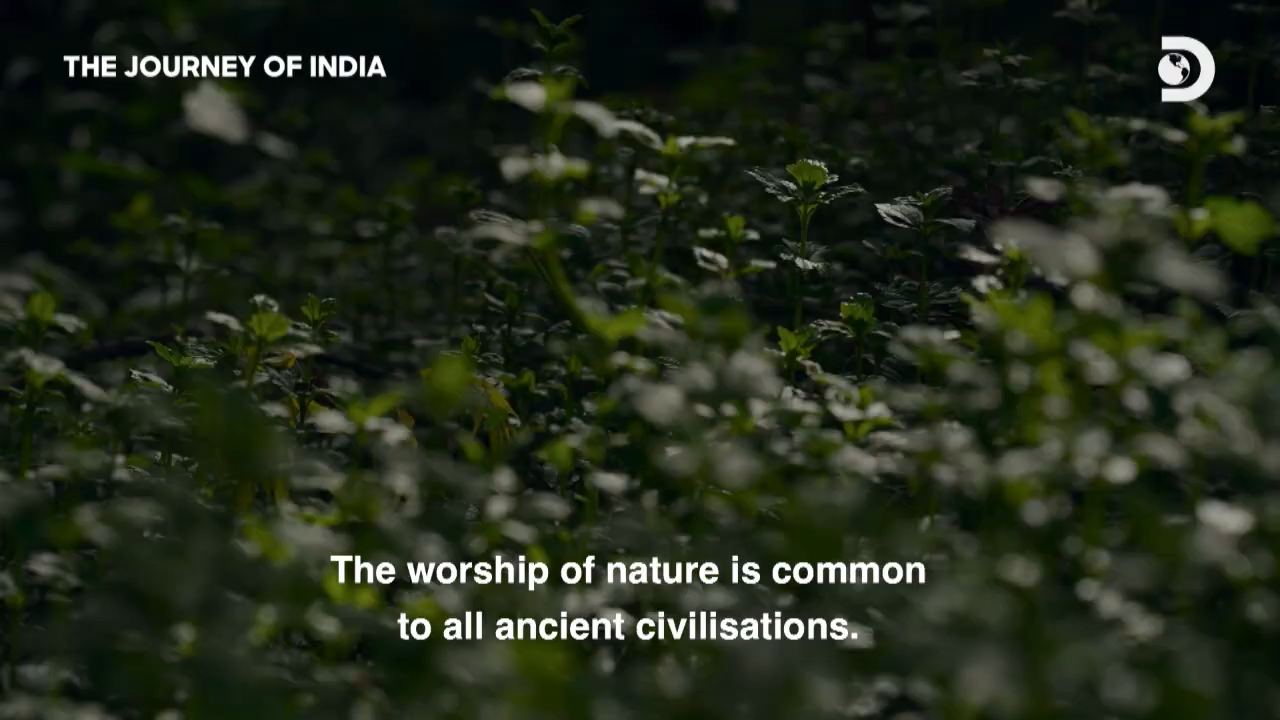 THE JOURNEY OF INDIA
The worship of nature is common
to all ancient civilisations.